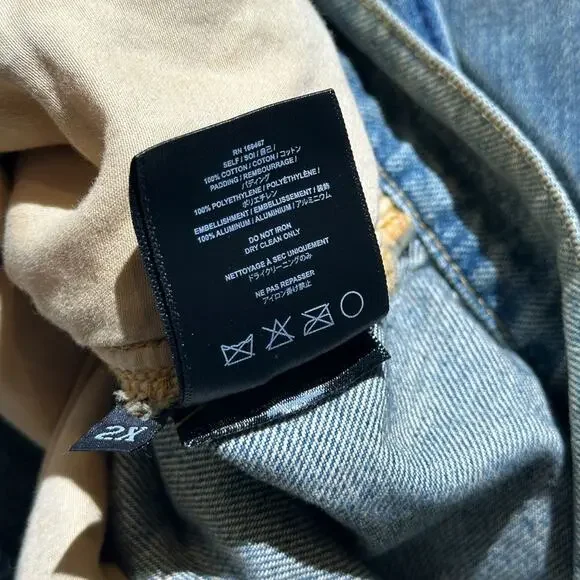 RN 169467
SELF / SOI / 自己 /
100% COTTON / COTON / コットン
PADDING / REMBOURRAGE /
パディング
100% POLYETHYLENE / POLYÉTHYLÈNE /
ポリエチレン
EMBELLISHMENT / EMBELLISSEMENT / 装飾
100% ALUMINUM / ALUMINIUM / アルミニウム
DO NOT IRON
DRY CLEAN ONLY
NETTOYAGE À SEC UNIQUEMENT
ドライクリーニングのみ
NE PAS REPASSER
アイロン掛け禁止
2X